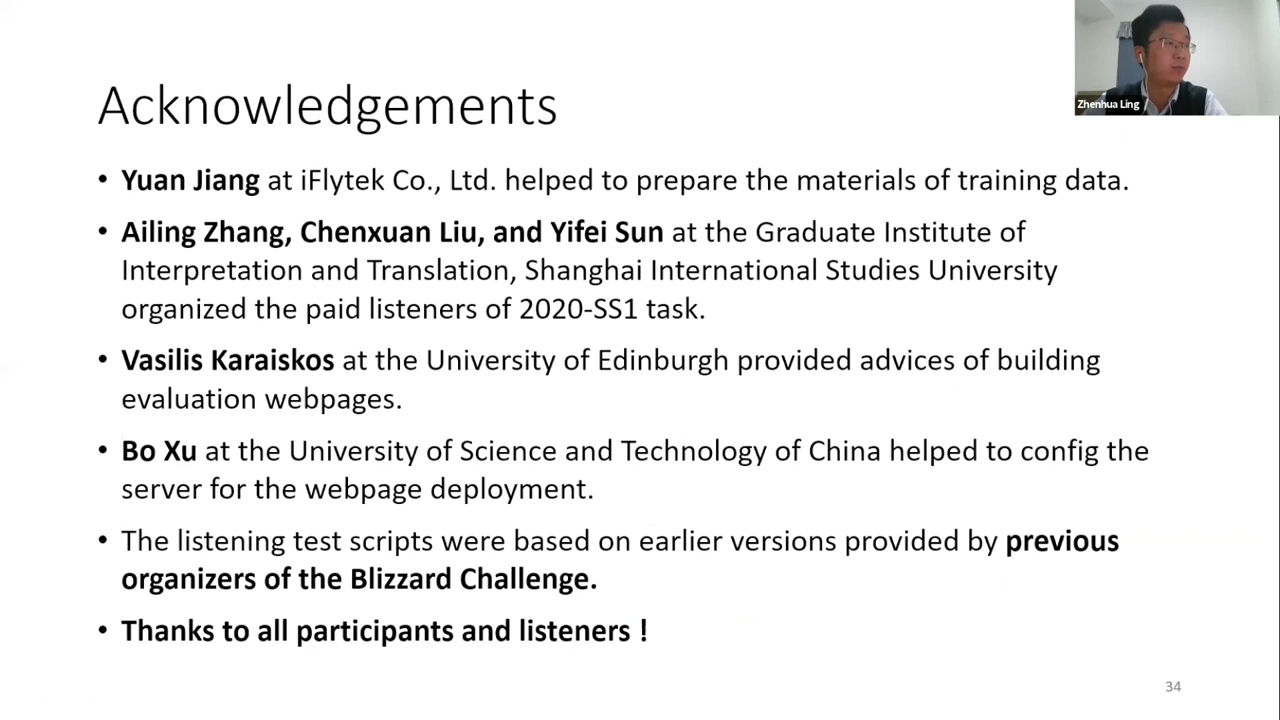 Zhenhua Ling
Acknowledgements
• Yuan Jiang at iFlytek Co., Ltd. helped to prepare the materials of training data.
• Ailing Zhang, Chenxuan Liu, and Yifei Sun at the Graduate Institute of
Interpretation and Translation, Shanghai International Studies University
organized the paid listeners of 2020-SS1 task.
• Vasilis Karaiskos at the University of Edinburgh provided advices of building
evaluation webpages.
• Bo Xu at the University of Science and Technology of China helped to config the
server for the webpage deployment.
• The listening test scripts were based on earlier versions provided by previous
organizers of the Blizzard Challenge.
• Thanks to all participants and listeners !
34